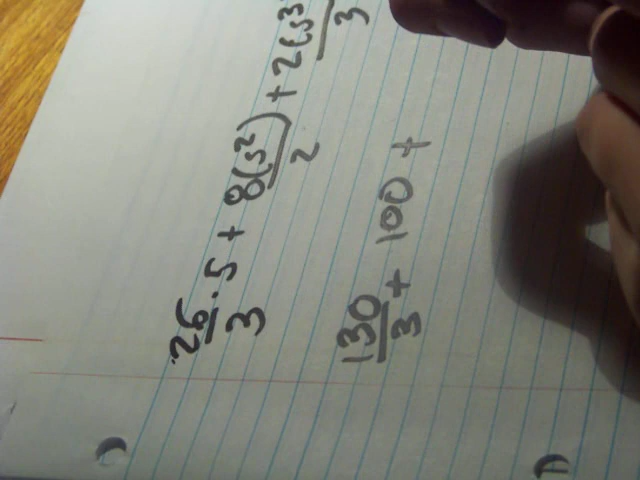 26/3 · 5 + 8(5²)/2 + 2(5³/3
130/3 + 100 +